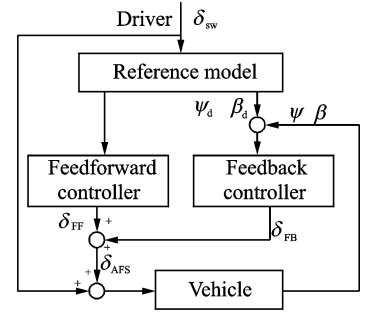 Driver δsw
Reference model
ψd βd ψ β
Feedforward controller
Feedback controller
δFF +
+
δFB
+ δAFS
+
Vehicle